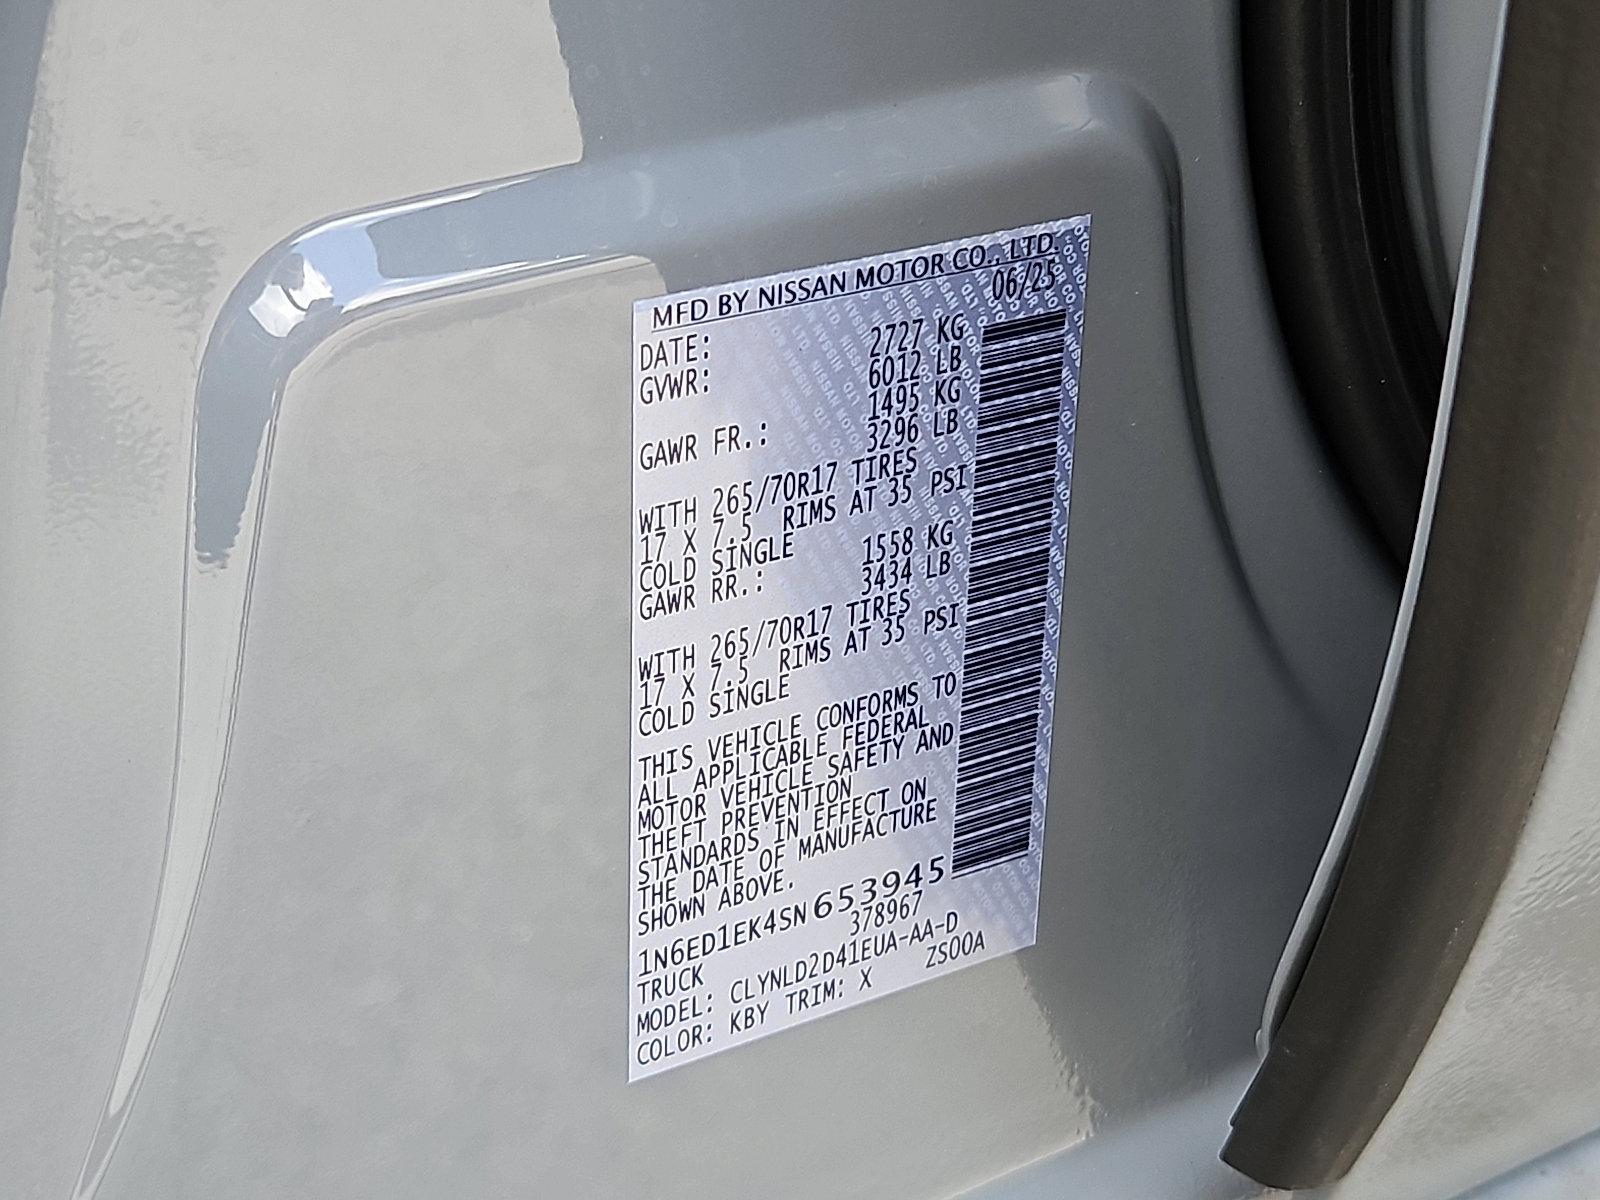 MFD BY NISSAN MOTOR CO., LTD.
DATE: 06/25
GVWR: 2727 KG
6012 LB
GAWR FR.: 1495 KG
3296 LB
WITH 265/70R17 TIRES
17 X 7.5 RIMS AT 35 PSI
COLD SINGLE
GAWR RR.: 1558 KG
3434 LB
WITH 265/70R17 TIRES
17 X 7.5 RIMS AT 35 PSI
COLD SINGLE
THIS VEHICLE CONFORMS TO
ALL APPLICABLE FEDERAL
MOTOR VEHICLE SAFETY AND
THEFT PREVENTION
STANDARDS IN EFFECT ON
THE DATE OF MANUFACTURE
SHOWN ABOVE.
1N6ED1EK4SN653945
TRUCK 378967
MODEL: CLYNLD2D41EUA-AA-D
COLOR: KBY TRIM: X ZS00A